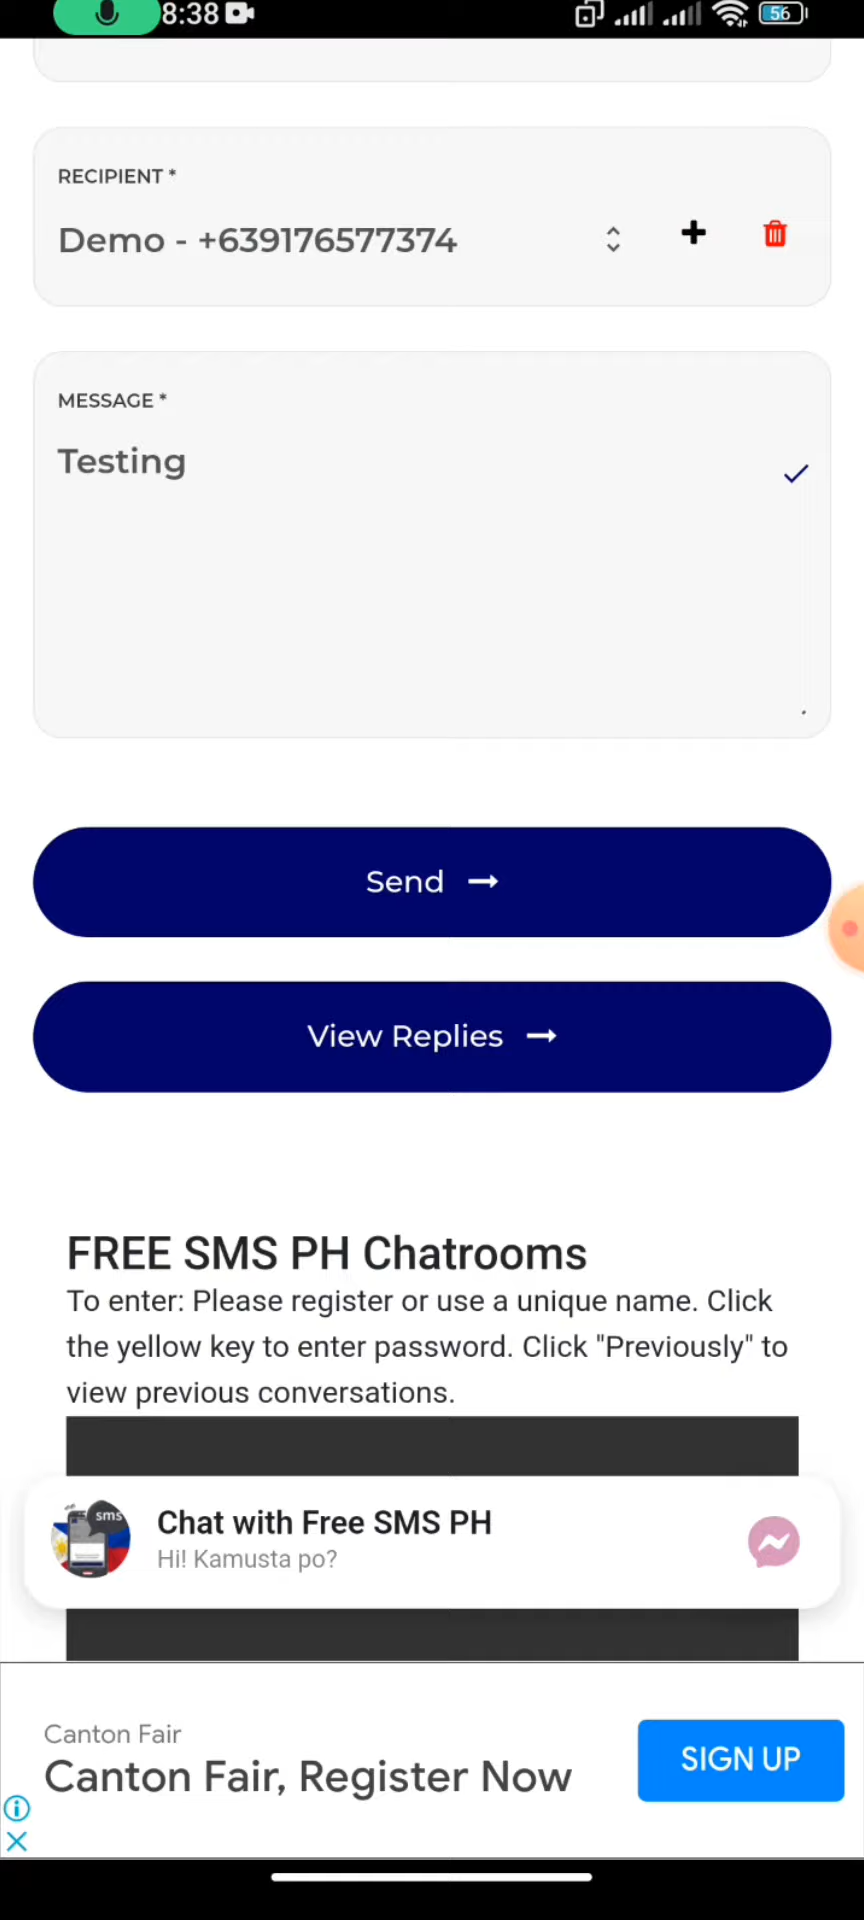 8:38
56
RECIPIENT *
Demo - +639176577374
MESSAGE *
Testing
Send →
View Replies →
FREE SMS PH Chatrooms
To enter: Please register or use a unique name. Click
the yellow key to enter password. Click "Previously" to
view previous conversations.
sms
Chat with Free SMS PH
Hi! Kamusta po?
Canton Fair
Canton Fair, Register Now
SIGN UP